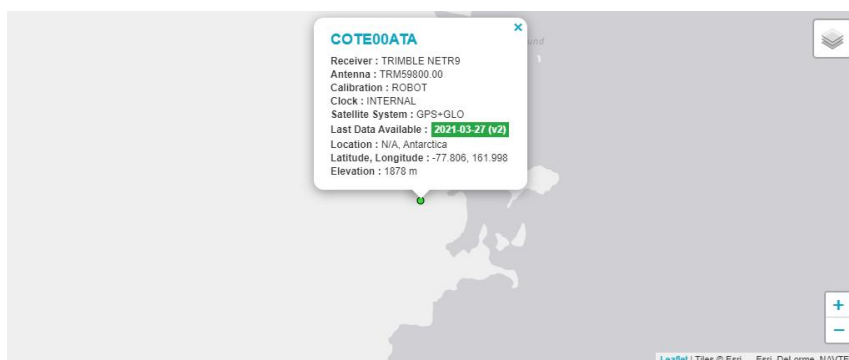 COTE00ATA
×
und
Receiver : TRIMBLE NETR9
Antenna : TRM59800.00
Calibration : ROBOT
Clock : INTERNAL
Satellite System : GPS+GLO
Last Data Available : 2021-03-27 (v2)
Location : N/A, Antarctica
Latitude, Longitude : -77.806, 161.998
Elevation : 1878 m
+
−
Leaflet | Tiles © Esri — Esri, DeLorme, NAVTE